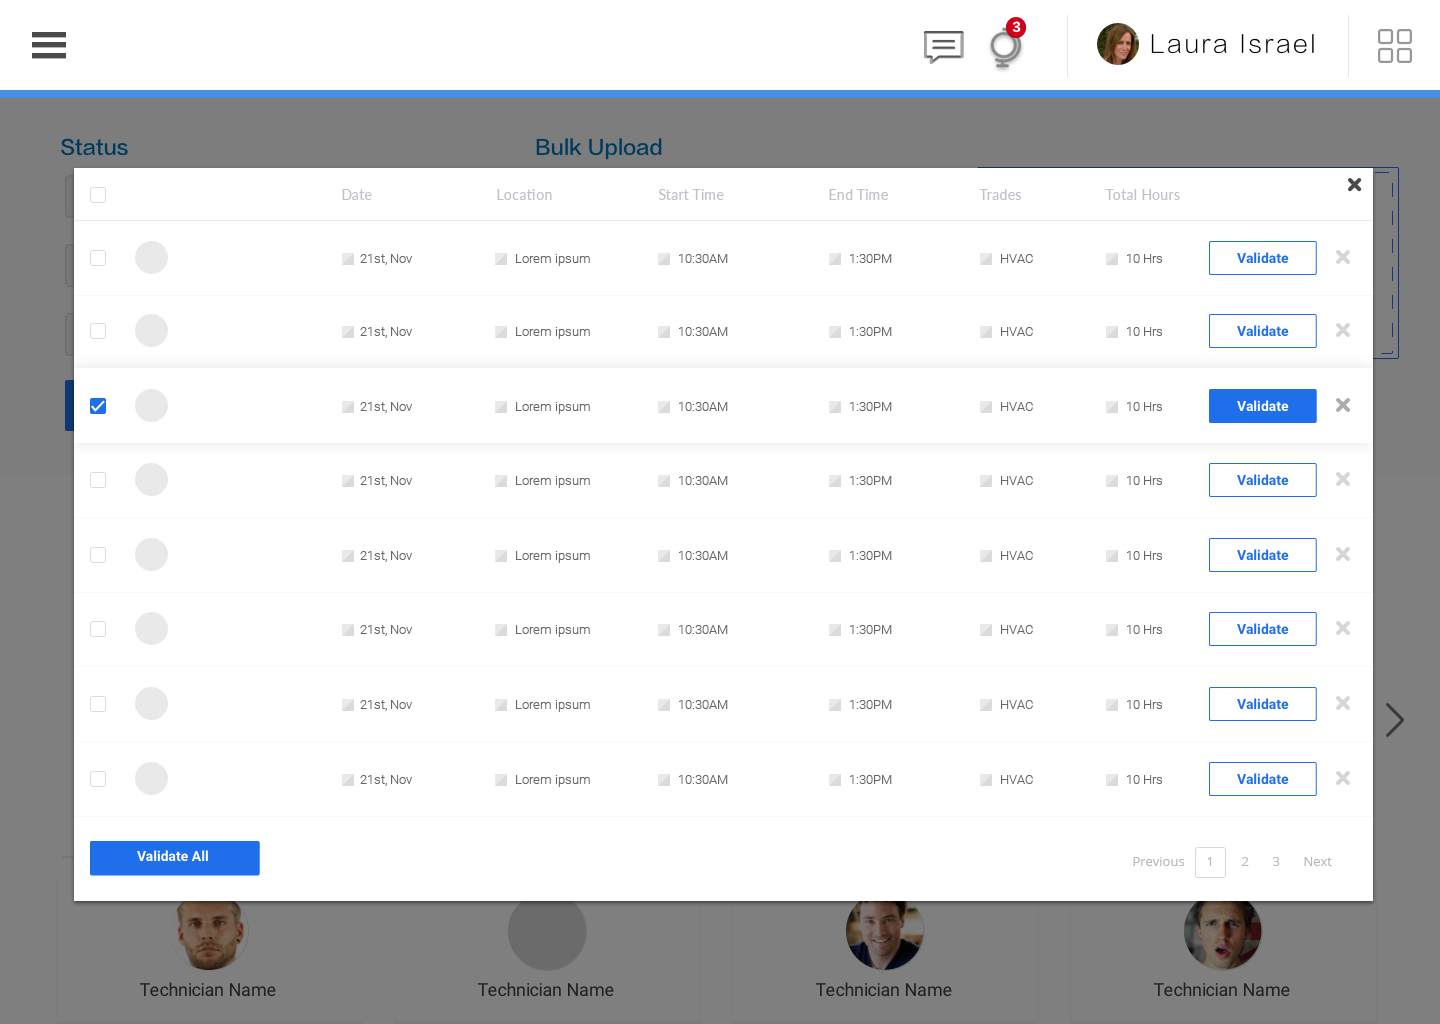 3
Laura Israel
Status
Bulk Upload
Date Location Start Time End Time Trades Total Hours
21st, Nov Lorem ipsum 10:30AM 1:30PM HVAC 10 Hrs Validate
21st, Nov Lorem ipsum 10:30AM 1:30PM HVAC 10 Hrs Validate
21st, Nov Lorem ipsum 10:30AM 1:30PM HVAC 10 Hrs Validate
21st, Nov Lorem ipsum 10:30AM 1:30PM HVAC 10 Hrs Validate
21st, Nov Lorem ipsum 10:30AM 1:30PM HVAC 10 Hrs Validate
21st, Nov Lorem ipsum 10:30AM 1:30PM HVAC 10 Hrs Validate
21st, Nov Lorem ipsum 10:30AM 1:30PM HVAC 10 Hrs Validate
21st, Nov Lorem ipsum 10:30AM 1:30PM HVAC 10 Hrs Validate
Validate All
Previous 1 2 3 Next
Technician Name
Technician Name
Technician Name
Technician Name